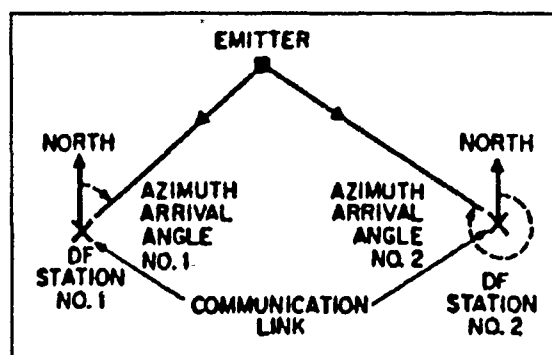 EMITTER
NORTH
AZIMUTH
ARRIVAL
ANGLE
NO. 1
DF
STATION
NO. 1
NORTH
AZIMUTH
ARRIVAL
ANGLE
NO. 2
DF
STATION
NO. 2
COMMUNICATION
LINK